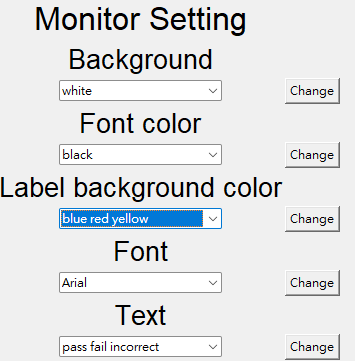 Monitor Setting
Background
white Change
Font color
black Change
Label background color
blue red yellow Change
Font
Arial Change
Text
pass fail incorrect Change